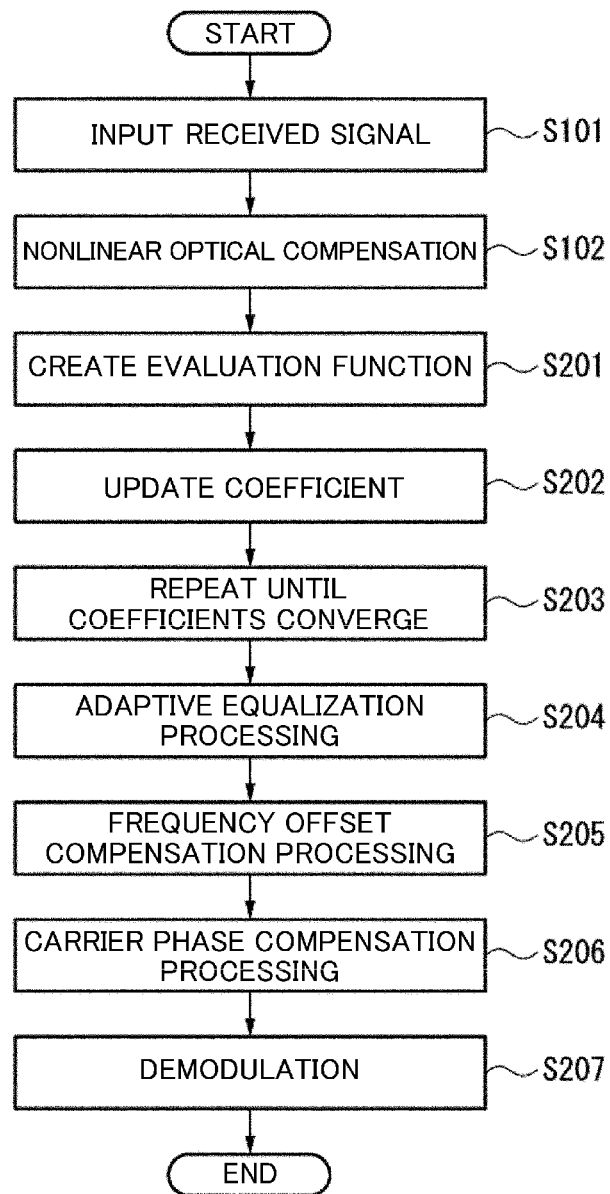 START
INPUT RECEIVED SIGNAL
S101
NONLINEAR OPTICAL COMPENSATION
S102
CREATE EVALUATION FUNCTION
S201
UPDATE COEFFICIENT
S202
REPEAT UNTIL
COEFFICIENTS CONVERGE
S203
ADAPTIVE EQUALIZATION
PROCESSING
S204
FREQUENCY OFFSET
COMPENSATION PROCESSING
S205
CARRIER PHASE COMPENSATION
PROCESSING
S206
DEMODULATION
S207
END